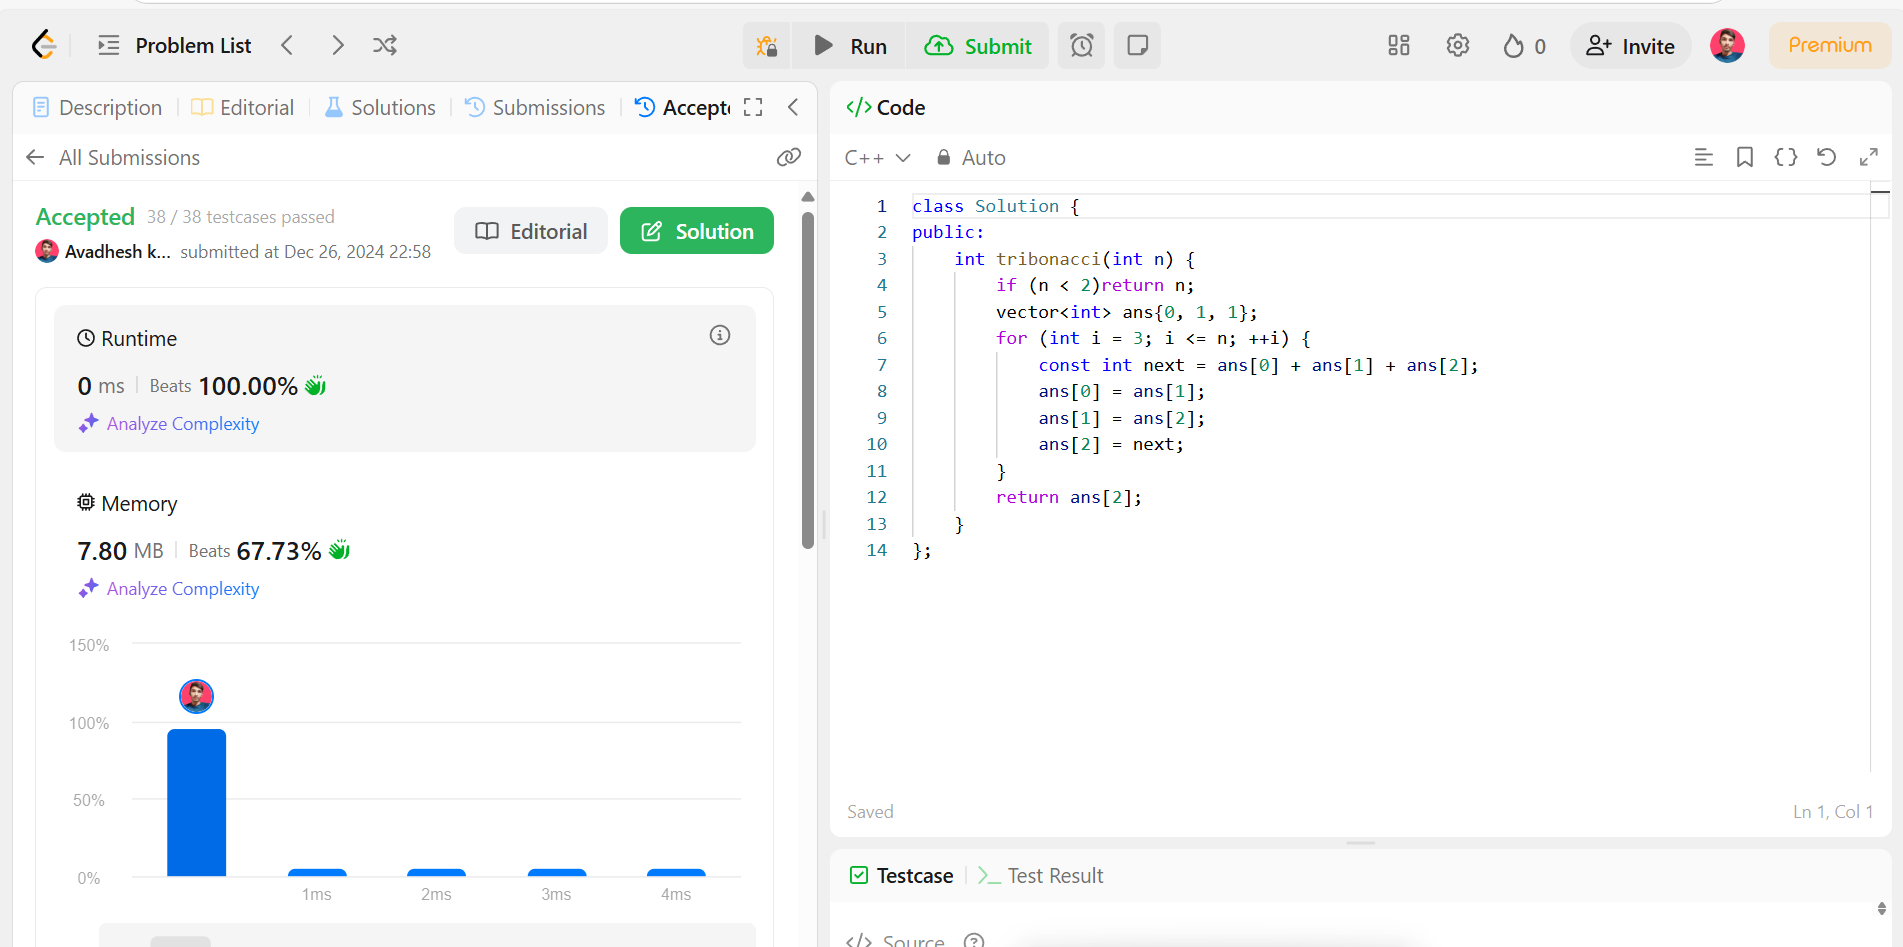 Problem List
Run
Submit
0
Invite
Premium
Description
Editorial
Solutions
Submissions
Accept
All Submissions
Accepted 38 / 38 testcases passed
Avadhesh k... submitted at Dec 26, 2024 22:58
Editorial
Solution
Runtime
0 ms Beats 100.00%
Analyze Complexity
Memory
7.80 MB Beats 67.73%
Analyze Complexity
150%
100%
50%
0%
1ms 2ms 3ms 4ms
</> Code
C++ Auto
1 class Solution {
2 public:
3     int tribonacci(int n) {
4         if (n < 2)return n;
5         vector<int> ans{0, 1, 1};
6         for (int i = 3; i <= n; ++i) {
7             const int next = ans[0] + ans[1] + ans[2];
8             ans[0] = ans[1];
9             ans[1] = ans[2];
10             ans[2] = next;
11         }
12         return ans[2];
13     }
14 };
Saved
Ln 1, Col 1
Testcase
Test Result
</> Source